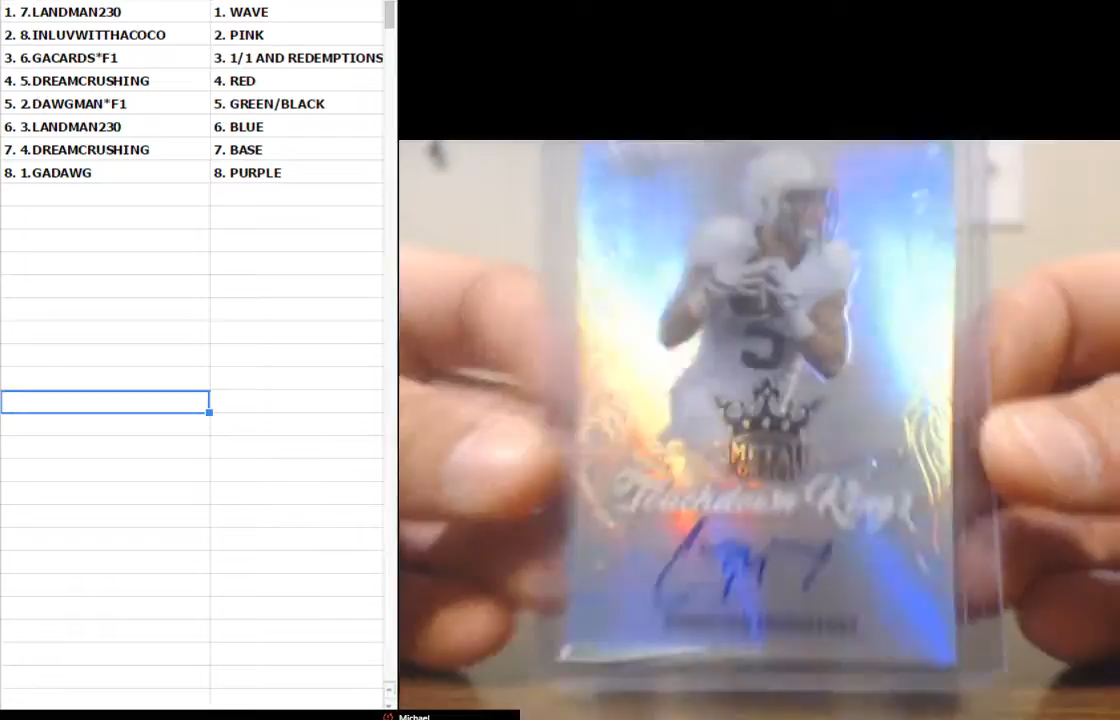 1. 7.LANDMAN230 1. WAVE
2. 8.INLUVWITTHACOCO 2. PINK
3. 6.GACARDS*F1 3. 1/1 AND REDEMPTIONS
4. 5.DREAMCRUSHING 4. RED
5. 2.DAWGMAN*F1 5. GREEN/BLACK
6. 3.LANDMAN230 6. BLUE
7. 4.DREAMCRUSHING 7. BASE
8. 1.GADAWG 8. PURPLE
5
METAL
Touchdown Kings
Michael